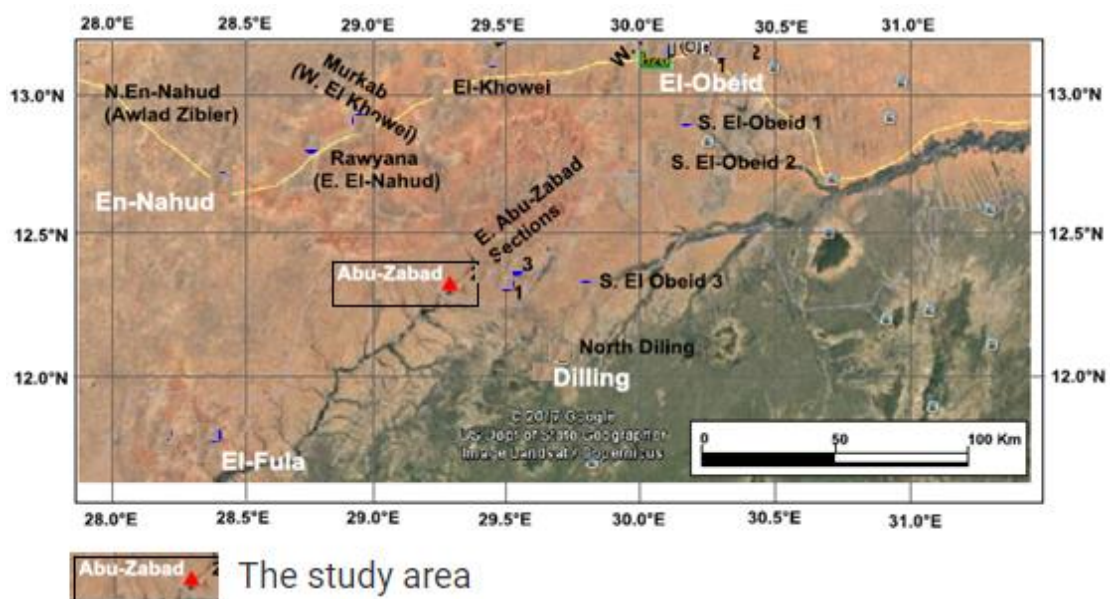 28.0°E 28.5°E 29.0°E 29.5°E 30.0°E 30.5°E 31.0°E
13.0°N
12.5°N
12.0°N
13.0°N
12.5°N
12.0°N
N.En-Nahud
(Awlad Zibier)
Murkab
(W. El Khowei)
El-Khowei
W.
2
1
El-Obeid
S. El-Obeid 1
S. El-Obeid 2
Rawyana
(E. El-Nahud)
En-Nahud
E. Abu-Zabad
Sections
Abu-Zabad
2
3
1
S. El Obeid 3
North Diling
Dilling
© 2017 Google
US Dept of State Geographer
Image Landsat / Copernicus
El-Fula
0 50 100 Km
28.0°E 28.5°E 29.0°E 29.5°E 30.0°E 30.5°E 31.0°E
Abu-Zabad 2
The study area